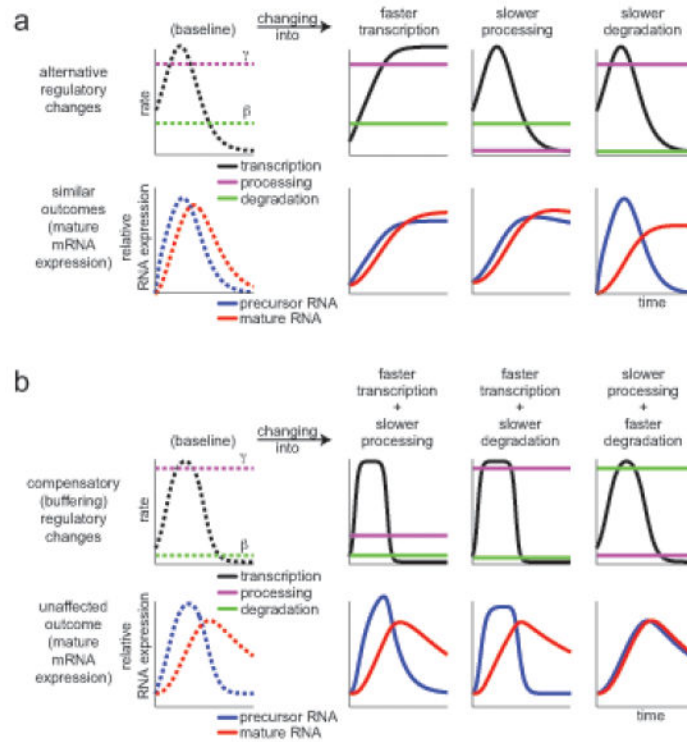 a
(baseline)
changing
into
faster
transcription
slower
processing
slower
degradation
alternative
regulatory
changes
rate
γ
β
transcription
processing
degradation
similar
outcomes
(mature
mRNA
expression)
relative
RNA expression
precursor RNA
mature RNA
time
b
(baseline)
changing
into
faster
transcription
+
slower
processing
faster
transcription
+
slower
degradation
slower
processing
+
faster
degradation
compensatory
(buffering)
regulatory
changes
rate
γ
β
transcription
processing
degradation
unaffected
outcome
(mature
mRNA
expression)
relative
RNA expression
precursor RNA
mature RNA
time